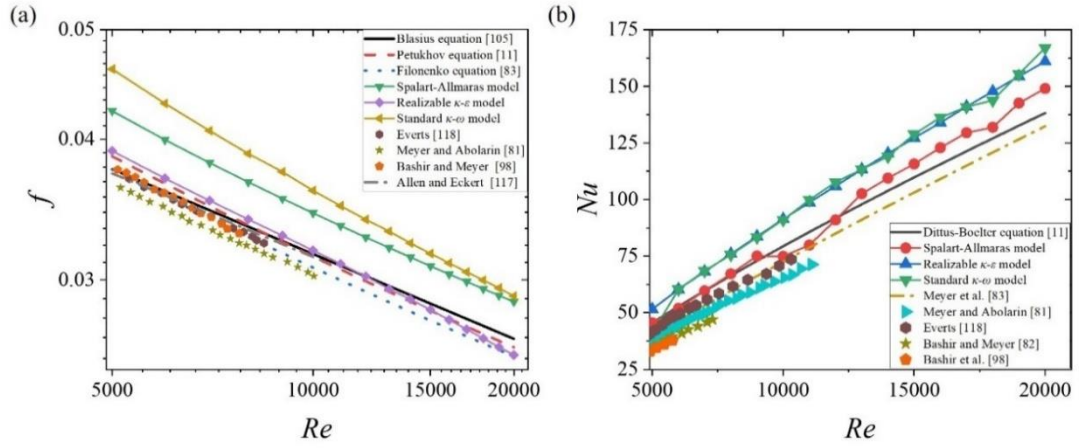 (a)
0.05
0.04
0.03
f
5000
10000
15000
20000
Re
Blasius equation [105]
Petukhov equation [11]
Filonenko equation [83]
Spalart-Allmaras model
Realizable κ-ε model
Standard κ-ω model
Everts [118]
Meyer and Abolarin [81]
Bashir and Meyer [98]
Allen and Eckert [117]
(b)
175
150
125
100
75
50
25
Nu
5000
10000
15000
20000
Re
Dittus-Boelter equation [11]
Spalart-Allmaras model
Realizable κ-ε model
Standard κ-ω model
Meyer et al. [83]
Meyer and Abolarin [81]
Everts [118]
Bashir and Meyer [82]
Bashir et al. [98]